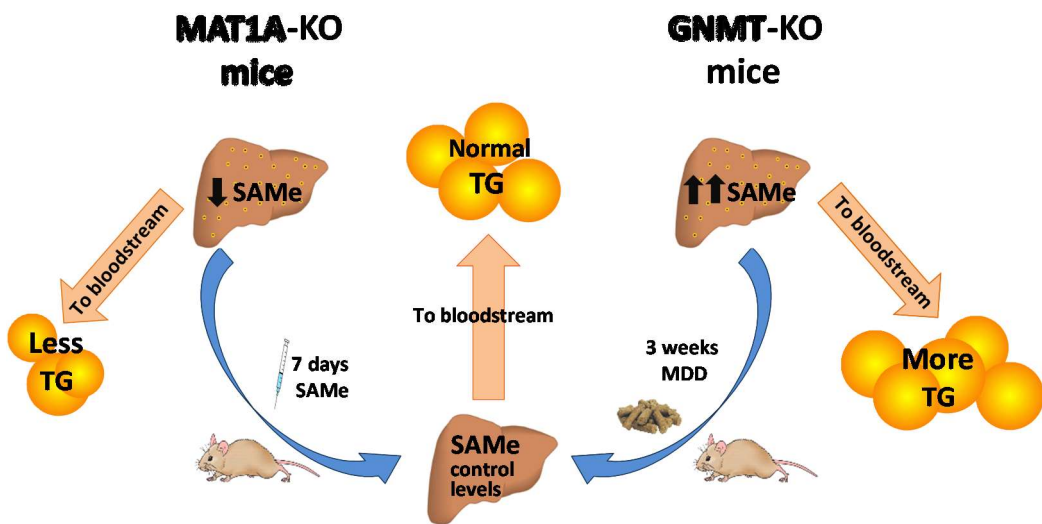 MAT1A-KO
mice
GNMT-KO
mice
Normal
TG
SAMe
SAMe
To bloodstream
To bloodstream
To bloodstream
Less
TG
7 days
SAMe
3 weeks
MDD
More
TG
SAMe
control
levels